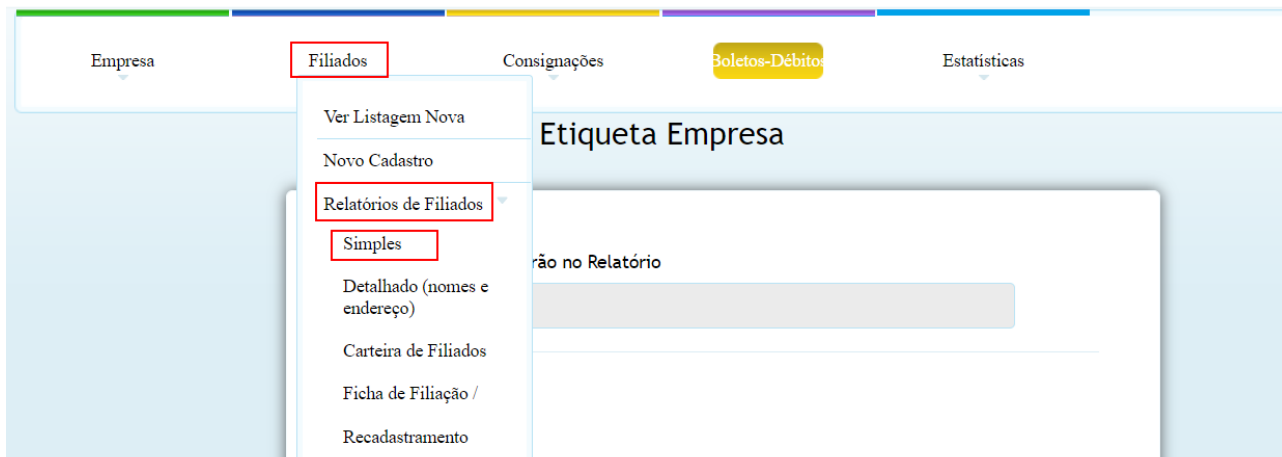 Empresa
Filiados
Consignações
Boletos-Débitos
Estatísticas
Ver Listagem Nova
Etiqueta Empresa
Novo Cadastro
Relatórios de Filiados
Simples
rão no Relatório
Detalhado (nomes e
endereço)
Carteira de Filiados
Ficha de Filiação /
Recadastramento